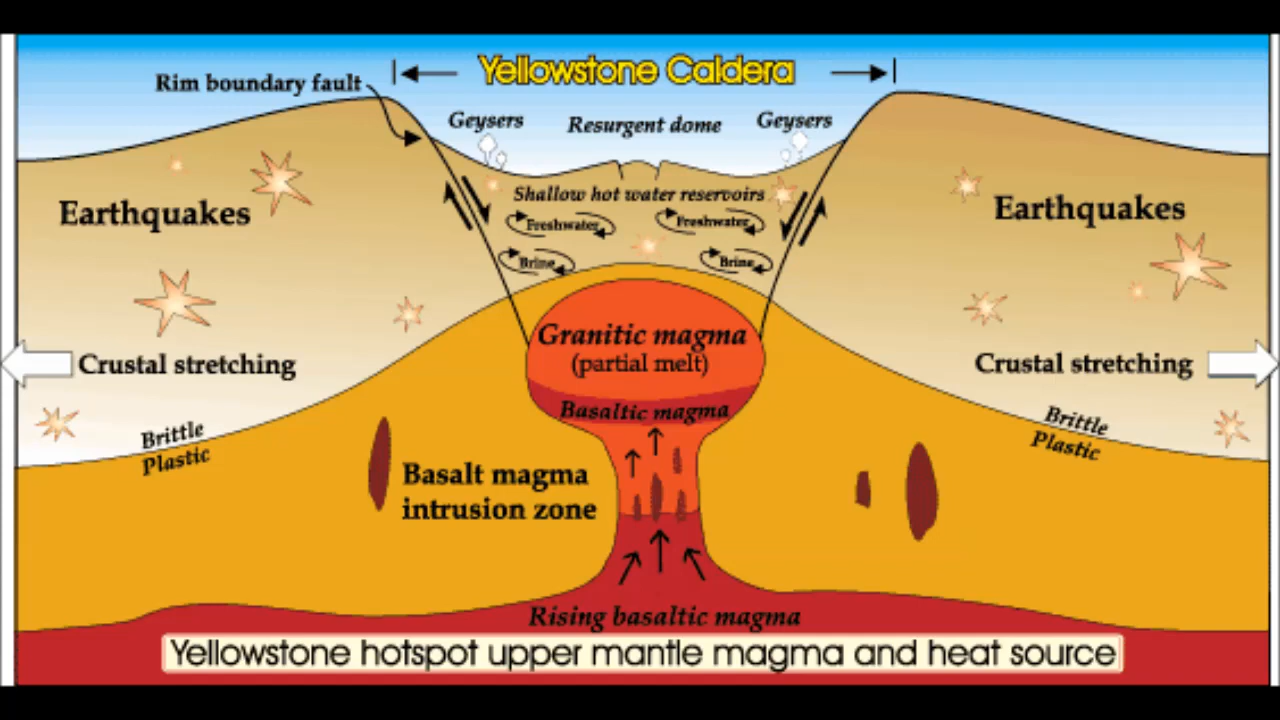 Yellowstone Caldera
Rim boundary fault
Geysers
Resurgent dome
Geysers
Shallow hot water reservoirs
Earthquakes
Earthquakes
Freshwater
Freshwater
Brine
Brine
Granitic magma
(partial melt)
Crustal stretching
Crustal stretching
Basaltic magma
Brittle
Plastic
Brittle
Plastic
Basalt magma
intrusion zone
Rising basaltic magma
Yellowstone hotspot upper mantle magma and heat source